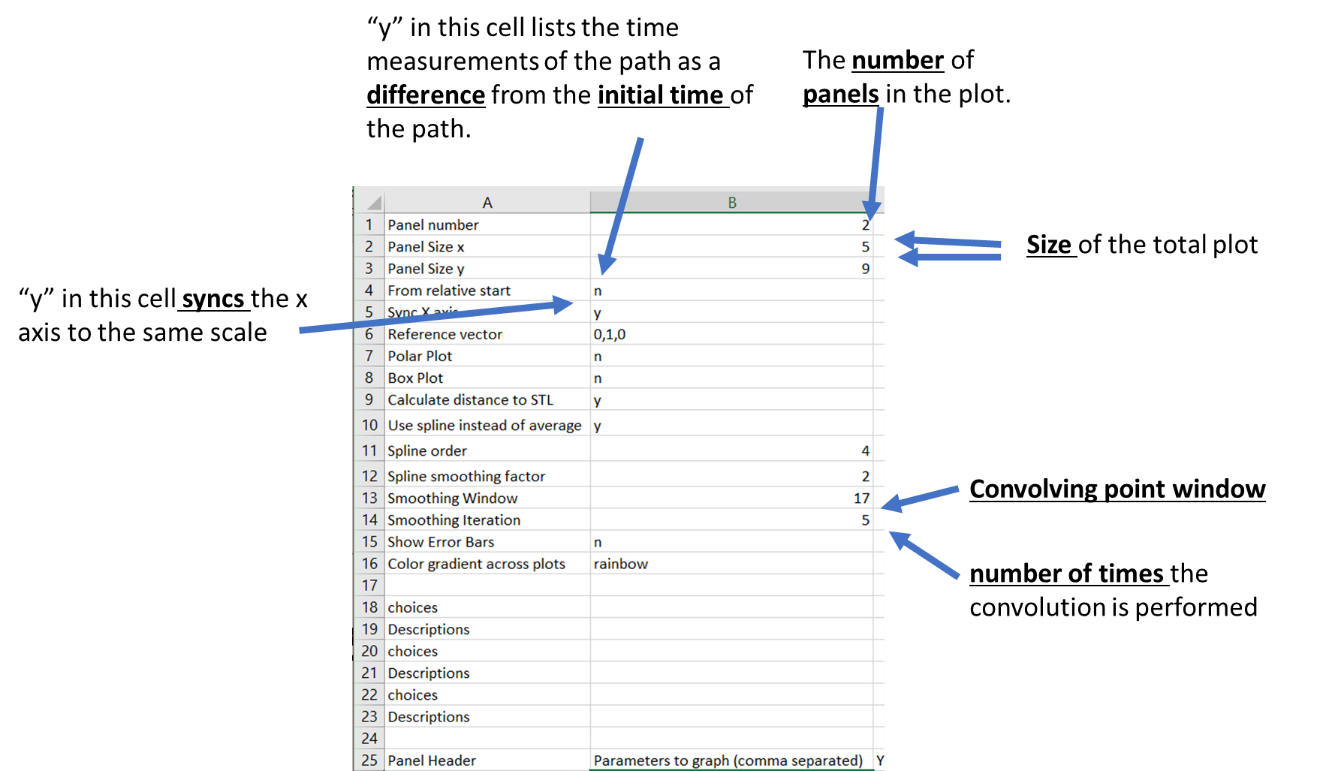 “y” in this cell lists the time
measurements of the path as a
difference from the initial time of
the path.
The number of
panels in the plot.
Size of the total plot
“y” in this cell syncs the x
axis to the same scale
Convolving point window
number of times the
convolution is performed
A B
1 Panel number 2
2 Panel Size x 5
3 Panel Size y 9
4 From relative start n
5 Sync X axis y
6 Reference vector 0,1,0
7 Polar Plot n
8 Box Plot n
9 Calculate distance to STL y
10 Use spline instead of average y
11 Spline order 4
12 Spline smoothing factor 2
13 Smoothing Window 17
14 Smoothing Iteration 5
15 Show Error Bars n
16 Color gradient across plots rainbow
17
18 choices
19 Descriptions
20 choices
21 Descriptions
22 choices
23 Descriptions
24
25 Panel Header Parameters to graph (comma separated) Y